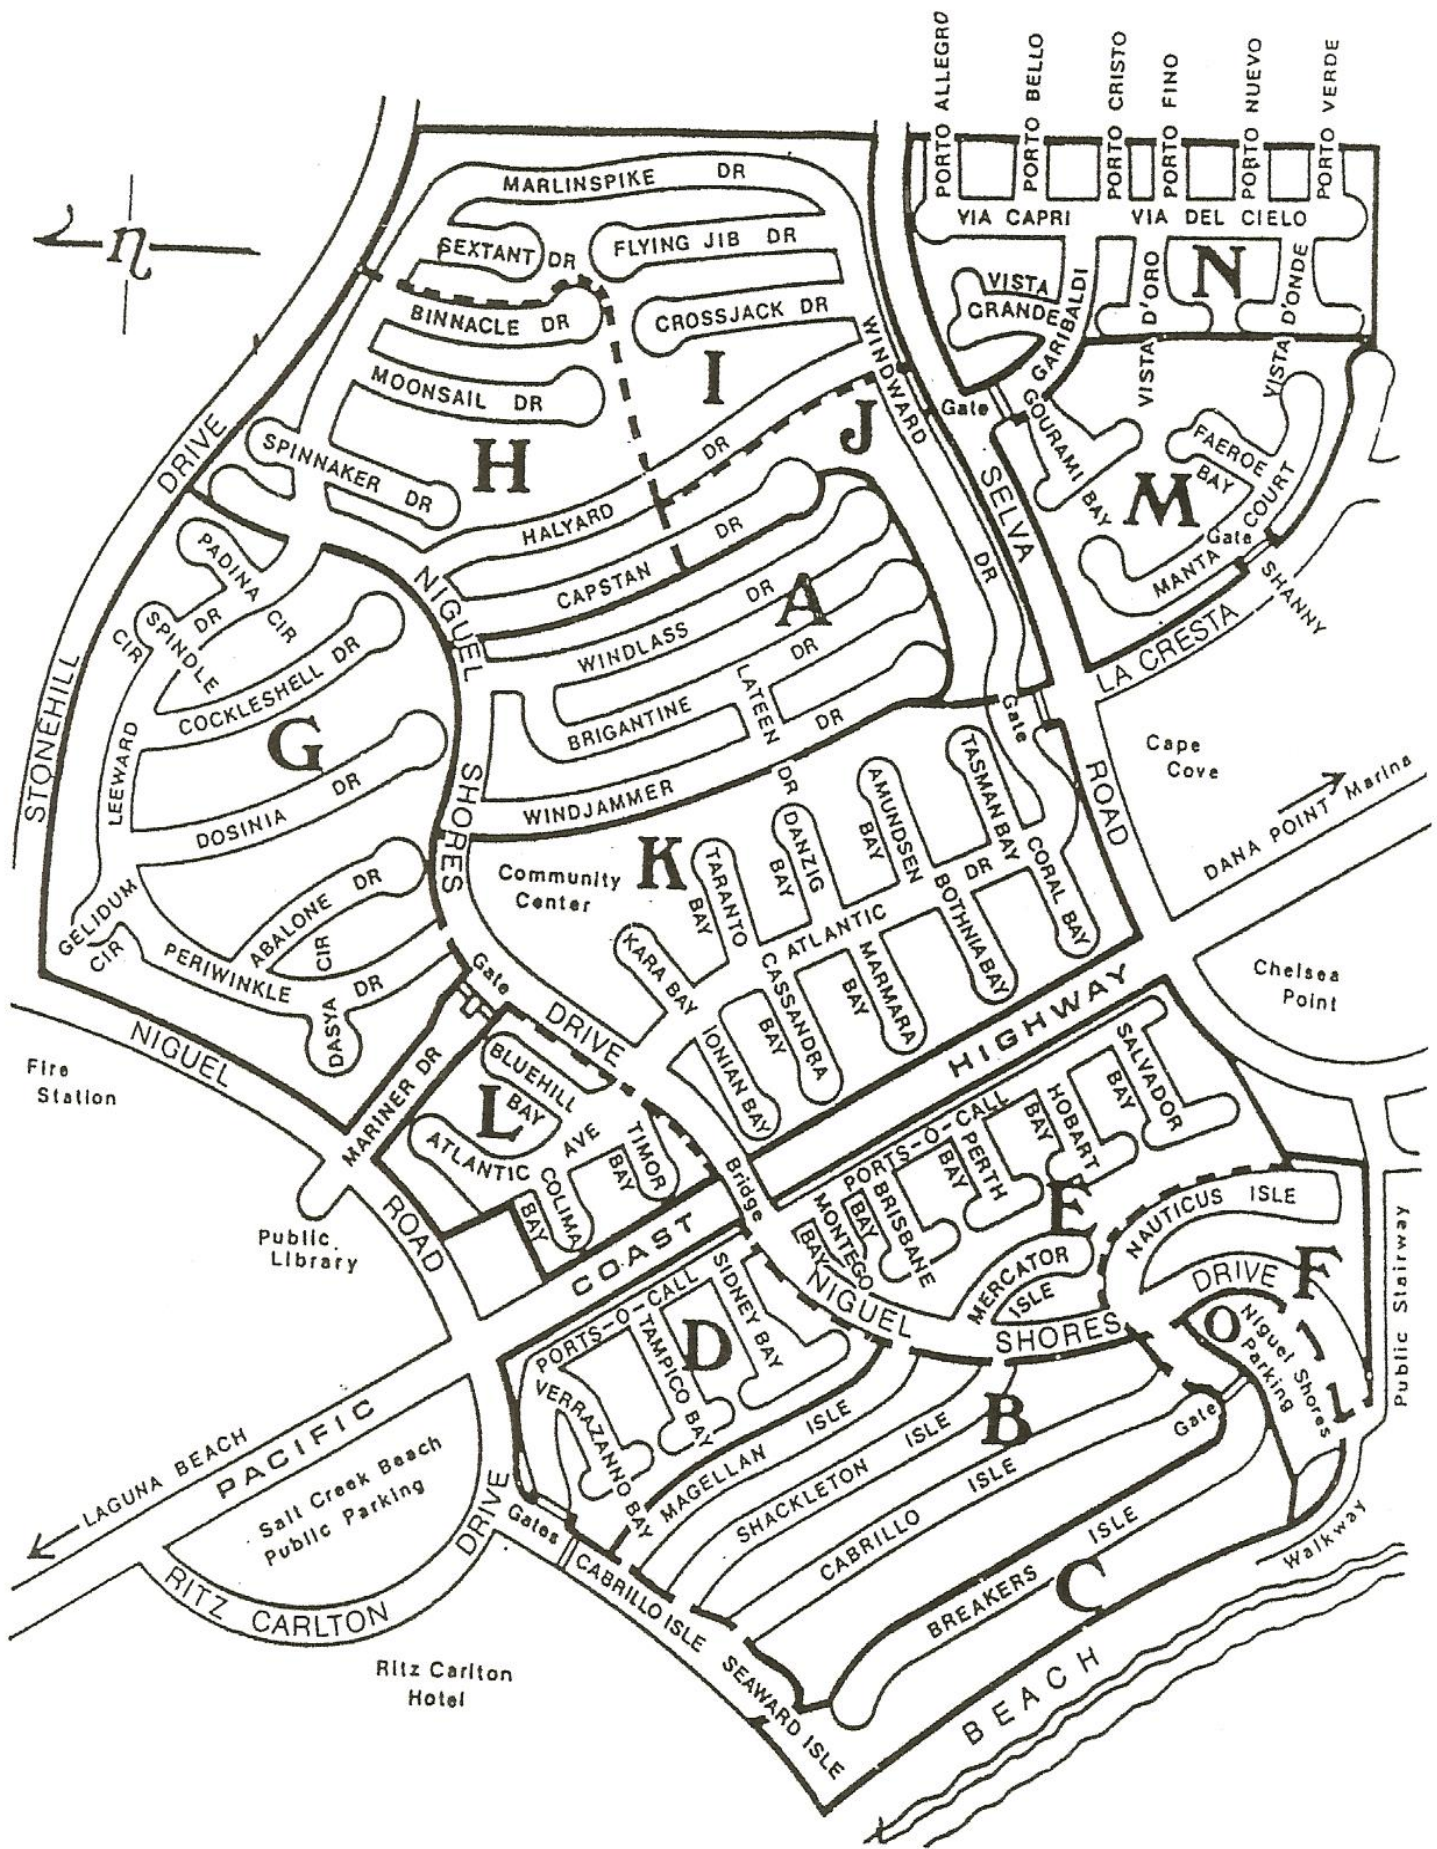 PORTO ALLEGRO
PORTO BELLO
PORTO CRISTO
PORTO FINO
PORTO NUEVO
PORTO VERDE
MARLINSPIKE DR
VIA CAPRI
VIA DEL CIELO
n
SEXTANT DR
FLYING JIB DR
N
VISTA
GRANDE
GARIBALDI
VISTA D'ORO
VISTA D'ONDE
BINNACLE DR
CROSSJACK DR
WINDWARD
DR
I
MOONSAIL DR
Gate
GOURAMI BAY
J
FAEROE
BAY
SPINNAKER DR
H
HALYARD DR
SELVA
ROAD
M
Gate
MANTA COURT
STONEHILL
DRIVE
PADINA
CIR
NIGUEL
SHORES
DRIVE
CAPSTAN DR
A
SHANNY
SPINDLE
CIR
DR
WINDLASS DR
LA CRESTA
COCKLESHELL DR
G
LEEWARD
BRIGANTINE DR
LATEEN
DR
Gate
Cape
Cove
DOSINIA DR
WINDJAMMER DR
TASMAN BAY
AMUNDSEN
BAY
DANZIG
BAY
DANA POINT Marina
K
Community
Center
TARANTO
BAY
CORAL BAY
ATLANTIC DR
BOTHNIA BAY
GELIDUM
CIR
ABALONE DR
CIR
PERIWINKLE DR
DASYA
KARA BAY
CASSANDRA
BAY
MARMARA
BAY
Gate
Chelsea
Point
NIGUEL
ROAD
IONIAN BAY
HIGHWAY
Fire
Station
MARINER DR
BLUEHILL
BAY
L
ATLANTIC
AVE
TIMOR
BAY
COLIMA
BAY
Bridge
PORTS-O-CALL
SALVADOR
BAY
HOBART
BAY
PERTH
BAY
BRISBANE
BAY
MONTEGO
BAY
E
NAUTICUS ISLE
Public
Library
COAST
MERCATOR
ISLE
DRIVE
F
Public Stairway
NIGUEL
SHORES
O
Niguel Shores
Parking
PORTS-O-CALL
SIDNEY BAY
D
TAMPICO BAY
VERRAZANNO BAY
B
Gate
MAGELLAN ISLE
SHACKLETON ISLE
CABRILLO ISLE
LAGUNA BEACH
PACIFIC
Salt Creek Beach
Public Parking
Gates
RITZ CARLTON
DRIVE
CABRILLO ISLE
BREAKERS ISLE
C
Walkway
Ritz Carlton
Hotel
SEAWARD ISLE
BEACH